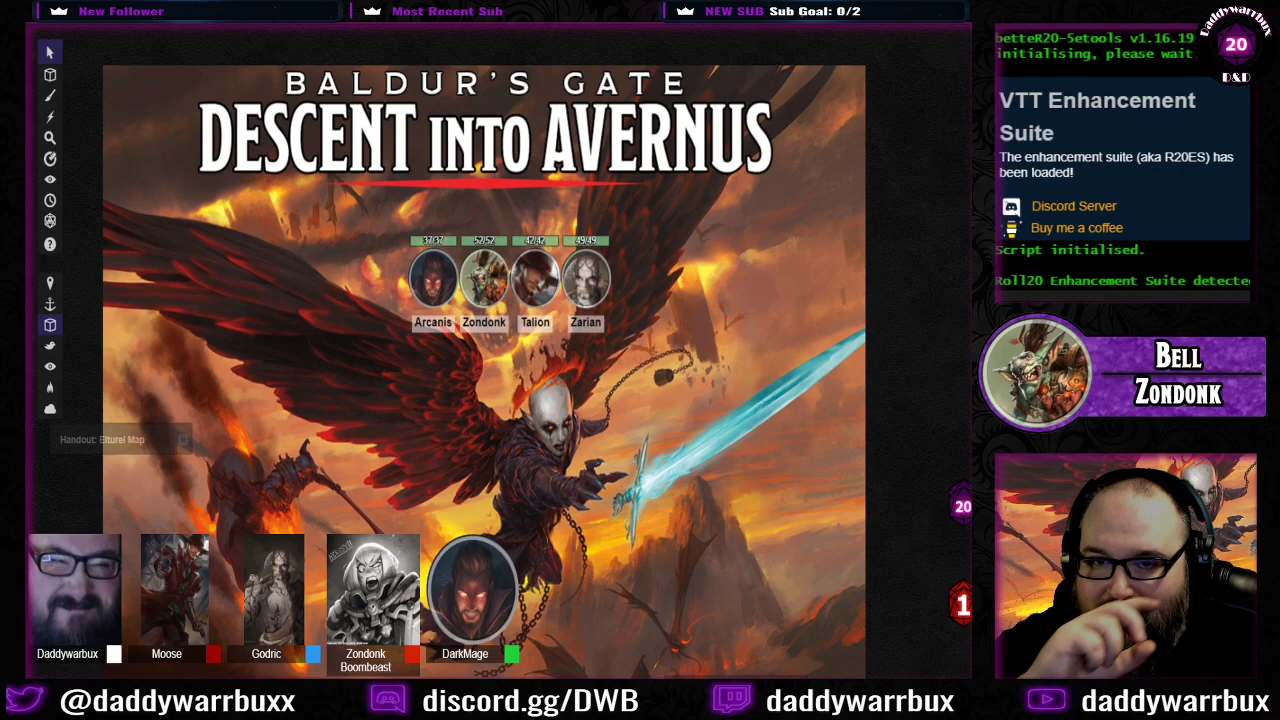 New Follower
Most Recent Sub
NEW SUB Sub Goal: 0/2
Daddywarrbux
20
D&D
betteR20-5etools v1.16.19
initialising, please wait.
VTT Enhancement
Suite
The enhancement suite (aka R20ES) has
been loaded!
Discord Server
Buy me a coffee
Script initialised.
Roll20 Enhancement Suite detected
BALDUR'S GATE
DESCENT INTO AVERNUS
37/37
52/52
42/42
49/49
Arcanis
Zondonk
Talion
Zarian
Bell
Zondonk
Handout: Elturel Map
20
1
Daddywarbux
Moose
Godric
Zondonk
Boombeast
DarkMage
@daddywarrbuxx
discord.gg/DWB
daddywarrbux
daddywarrbux